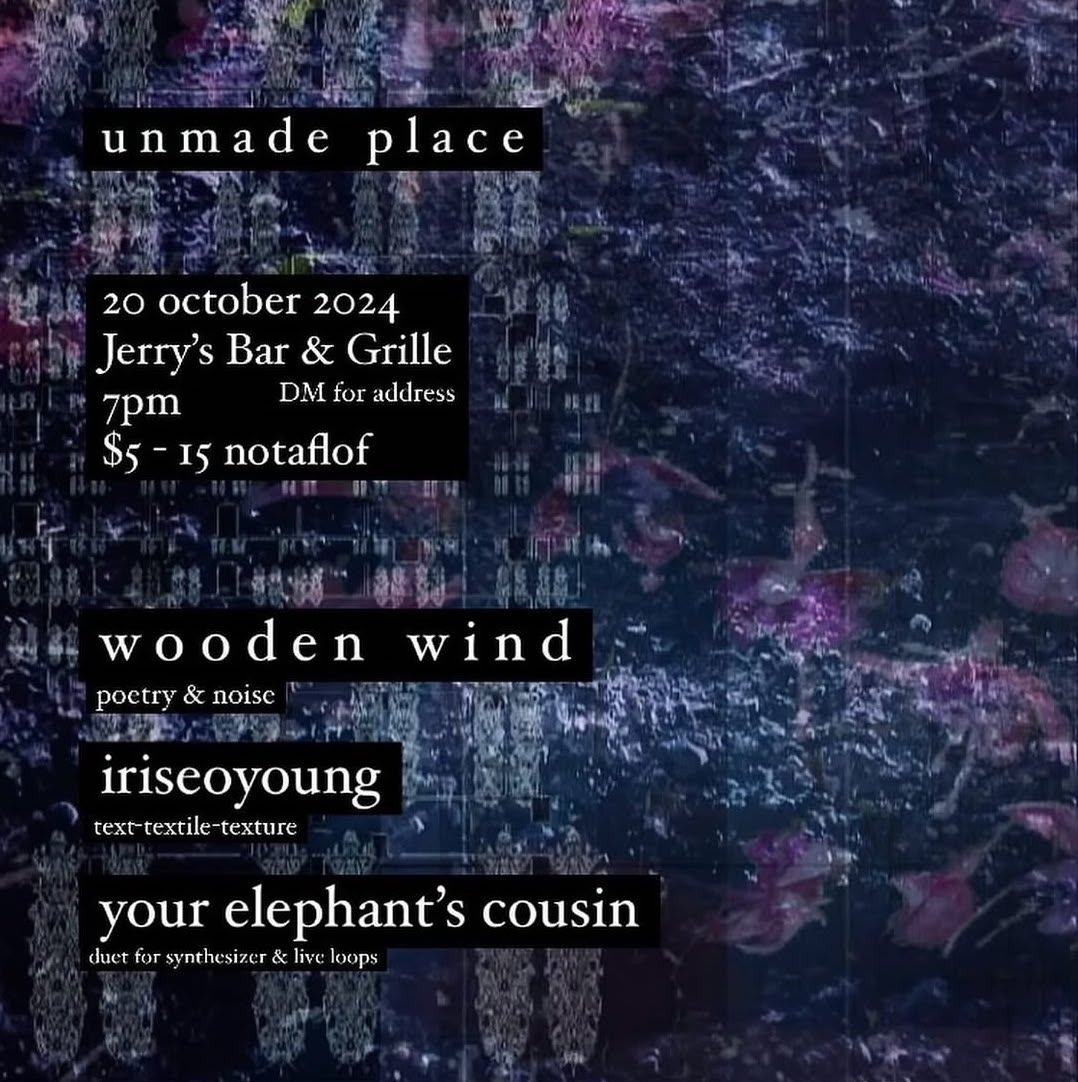 unmade place
20 october 2024
Jerry's Bar & Grille
DM for address
7pm
$5 - 15 notaflof
wooden wind
poetry & noise
iriseoyoung
text-textile-texture
your elephant's cousin
duet for synthesizer & live loops